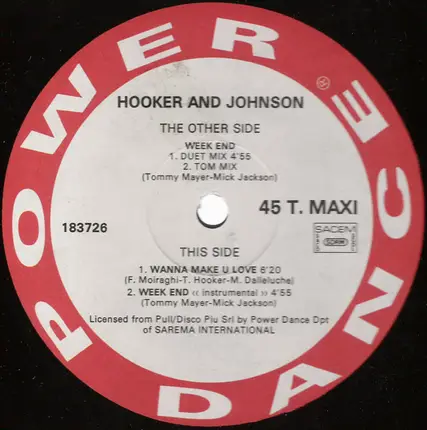 POWER
DANCE
®
HOOKER AND JOHNSON
THE OTHER SIDE
WEEK END
1. DUET MIX 4'55
2. TOM MIX
(Tommy Mayer-Mick Jackson)
183726
45 T. MAXI
SACEM
SDRM
THIS SIDE
1. WANNA MAKE U LOVE 6'20
(F. Moiraghi-T. Hooker-M. Dalleluche)
2. WEEK END ‹‹ instrumental ›› 4'55
(Tommy Mayer-Mick Jackson)
Licensed from Pull/Disco Piu Srl by Power Dance Dpt
of SAREMA INTERNATIONAL